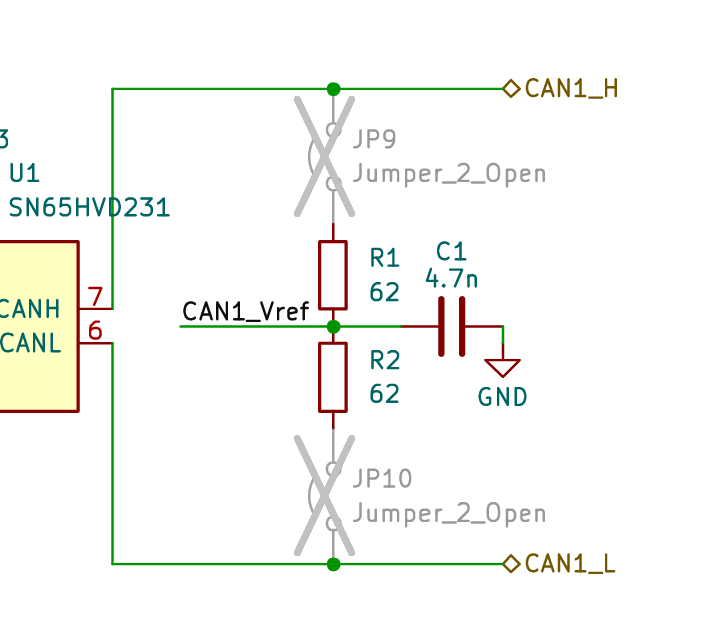 CAN1_H
3
JP9
U1
Jumper_2_Open
SN65HVD231
R1
C1
4.7n
62
7
CANH
CAN1_Vref
6
CANL
R2
62
GND
JP10
Jumper_2_Open
CAN1_L